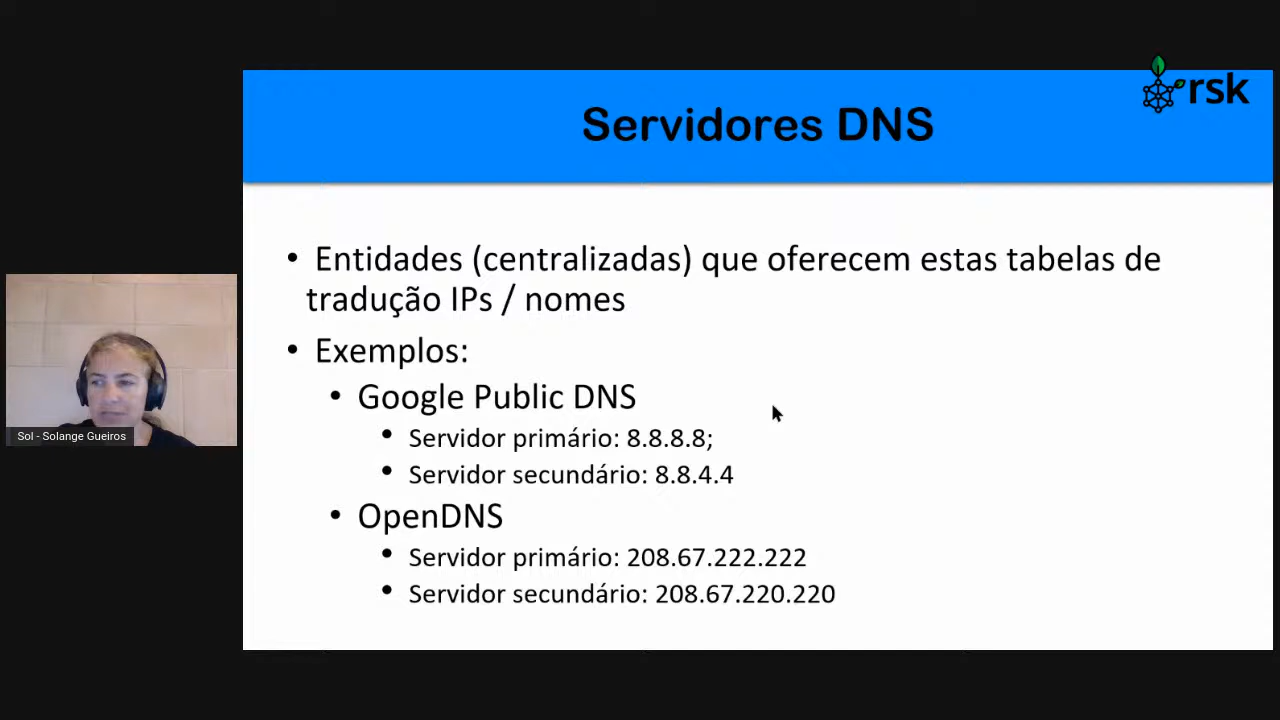 rsk
Servidores DNS
• Entidades (centralizadas) que oferecem estas tabelas de
tradução IPs / nomes
• Exemplos:
• Google Public DNS
• Servidor primário: 8.8.8.8;
• Servidor secundário: 8.8.4.4
• OpenDNS
• Servidor primário: 208.67.222.222
• Servidor secundário: 208.67.220.220
Sol - Solange Gueiros